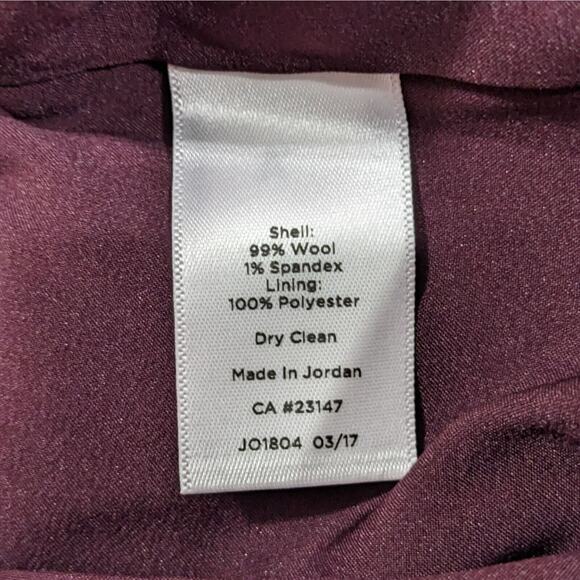 Shell:
99% Wool
1% Spandex
Lining:
100% Polyester
Dry Clean
Made In Jordan
CA #23147
JO1804 03/17